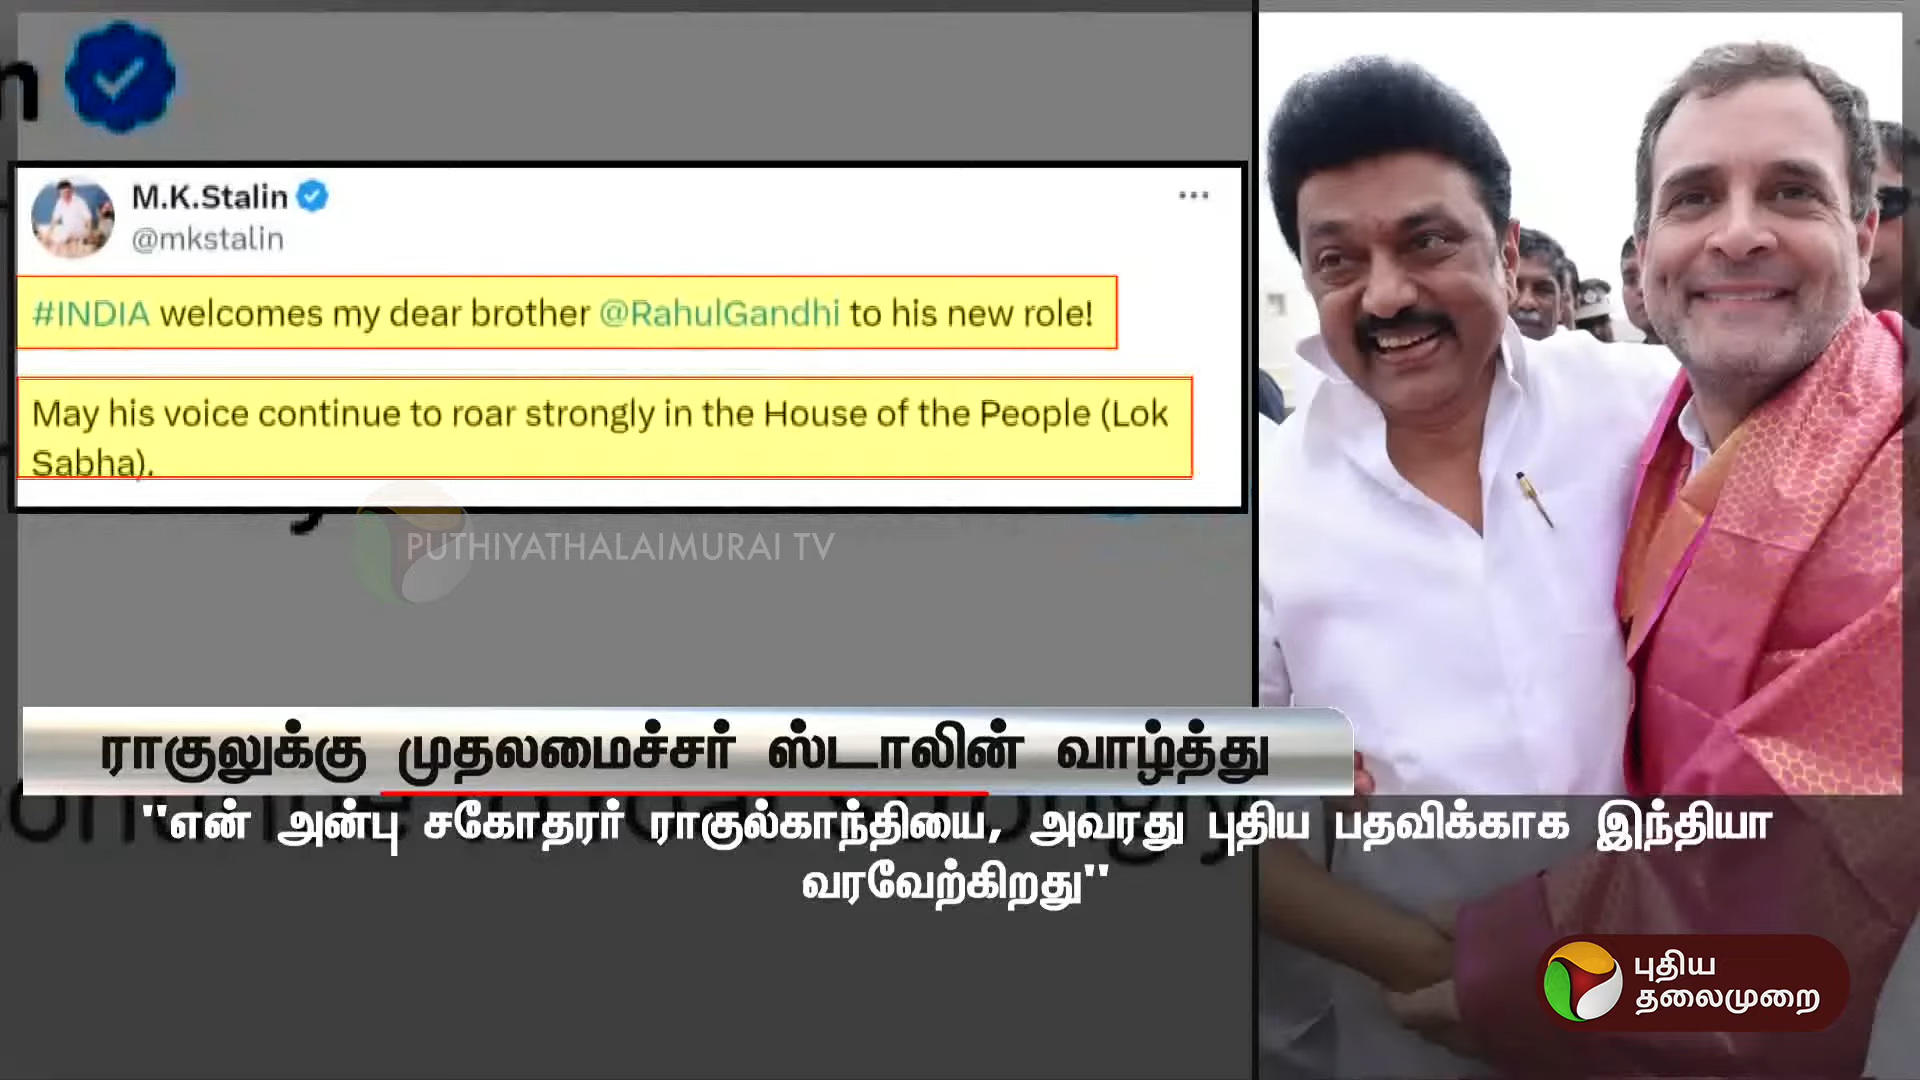 M.K.Stalin
@mkstalin
#INDIA welcomes my dear brother @RahulGandhi to his new role!
May his voice continue to roar strongly in the House of the People (Lok
Sabha).
PUTHIYATHALAIMURAI TV
ராகுலுக்கு முதலமைச்சர் ஸ்டாலின் வாழ்த்து
"என் அன்பு சகோதரர் ராகுல்காந்தியை, அவரது புதிய பதவிக்காக இந்தியா
வரவேற்கிறது"
புதிய
தலைமுறை